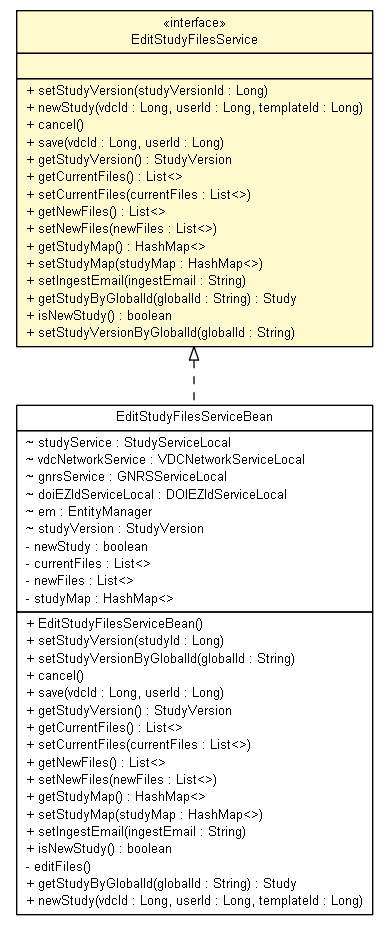 «interface»
EditStudyFilesService
+ setStudyVersion(studyVersionId : Long)
+ newStudy(vdcId : Long, userId : Long, templateId : Long)
+ cancel()
+ save(vdcId : Long, userId : Long)
+ getStudyVersion() : StudyVersion
+ getCurrentFiles() : List<>
+ setCurrentFiles(currentFiles : List<>)
+ getNewFiles() : List<>
+ setNewFiles(newFiles : List<>)
+ getStudyMap() : HashMap<>
+ setStudyMap(studyMap : HashMap<>)
+ setIngestEmail(ingestEmail : String)
+ getStudyByGlobalId(globalId : String) : Study
+ isNewStudy() : boolean
+ setStudyVersionByGlobalId(globalId : String)
EditStudyFilesServiceBean
~ studyService : StudyServiceLocal
~ vdcNetworkService : VDCNetworkServiceLocal
~ gnrsService : GNRSServiceLocal
~ doiEZIdServiceLocal : DOIEZIdServiceLocal
~ em : EntityManager
~ studyVersion : StudyVersion
- newStudy : boolean
- currentFiles : List<>
- newFiles : List<>
- studyMap : HashMap<>
+ EditStudyFilesServiceBean()
+ setStudyVersion(studyId : Long)
+ setStudyVersionByGlobalId(globalId : String)
+ cancel()
+ save(vdcId : Long, userId : Long)
+ getStudyVersion() : StudyVersion
+ getCurrentFiles() : List<>
+ setCurrentFiles(currentFiles : List<>)
+ getNewFiles() : List<>
+ setNewFiles(newFiles : List<>)
+ getStudyMap() : HashMap<>
+ setStudyMap(studyMap : HashMap<>)
+ setIngestEmail(ingestEmail : String)
+ isNewStudy() : boolean
- editFiles()
+ getStudyByGlobalId(globalId : String) : Study
+ newStudy(vdcId : Long, userId : Long, templateId : Long)